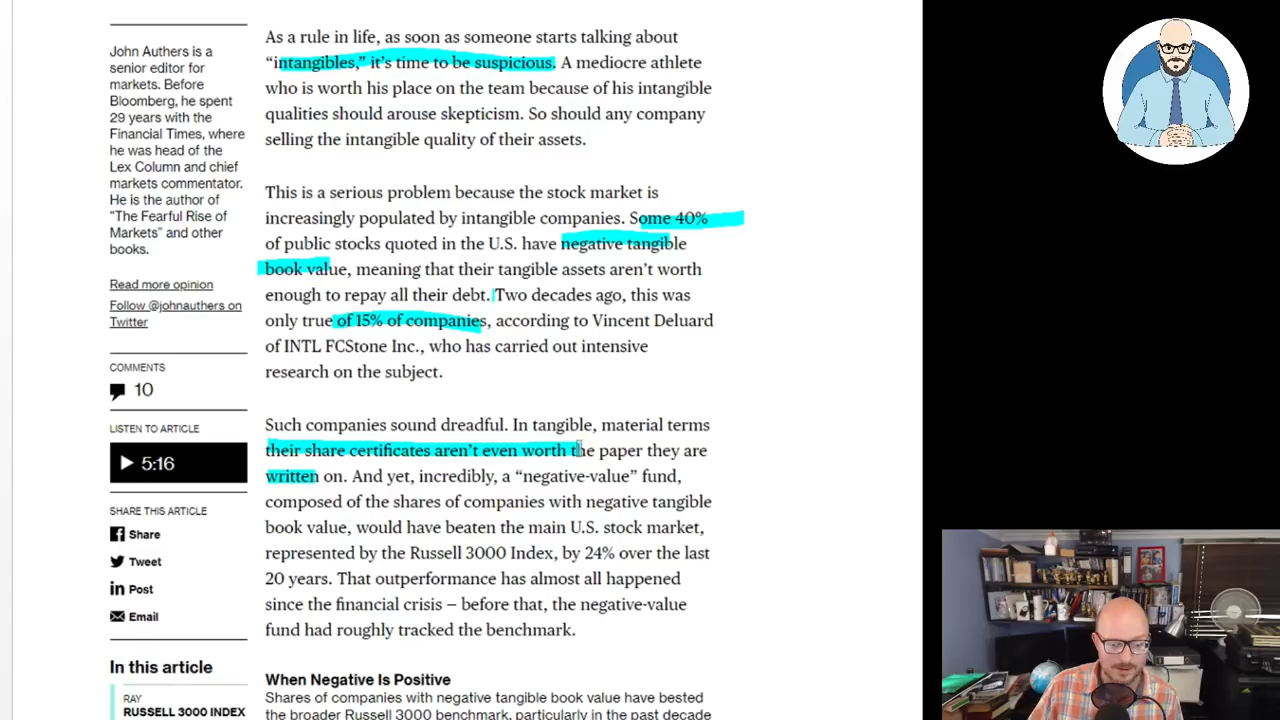 John Authers is a
senior editor for
markets. Before
Bloomberg, he spent
29 years with the
Financial Times, where
he was head of the
Lex Column and chief
markets commentator.
He is the author of
"The Fearful Rise of
Markets" and other
books.
Read more opinion
Follow @johnauthers on
Twitter
COMMENTS
10
LISTEN TO ARTICLE
5:16
SHARE THIS ARTICLE
Share
Tweet
Post
Email
In this article
RAY
RUSSELL 3000 INDEX
As a rule in life, as soon as someone starts talking about
“intangibles,” it’s time to be suspicious. A mediocre athlete
who is worth his place on the team because of his intangible
qualities should arouse skepticism. So should any company
selling the intangible quality of their assets.
This is a serious problem because the stock market is
increasingly populated by intangible companies. Some 40%
of public stocks quoted in the U.S. have negative tangible
book value, meaning that their tangible assets aren’t worth
enough to repay all their debt. Two decades ago, this was
only true of 15% of companies, according to Vincent Deluard
of INTL FCStone Inc., who has carried out intensive
research on the subject.
Such companies sound dreadful. In tangible, material terms
their share certificates aren’t even worth the paper they are
written on. And yet, incredibly, a “negative-value” fund,
composed of the shares of companies with negative tangible
book value, would have beaten the main U.S. stock market,
represented by the Russell 3000 Index, by 24% over the last
20 years. That outperformance has almost all happened
since the financial crisis – before that, the negative-value
fund had roughly tracked the benchmark.
When Negative Is Positive
Shares of companies with negative tangible book value have bested
the broader Russell 3000 benchmark, particularly in the past decade